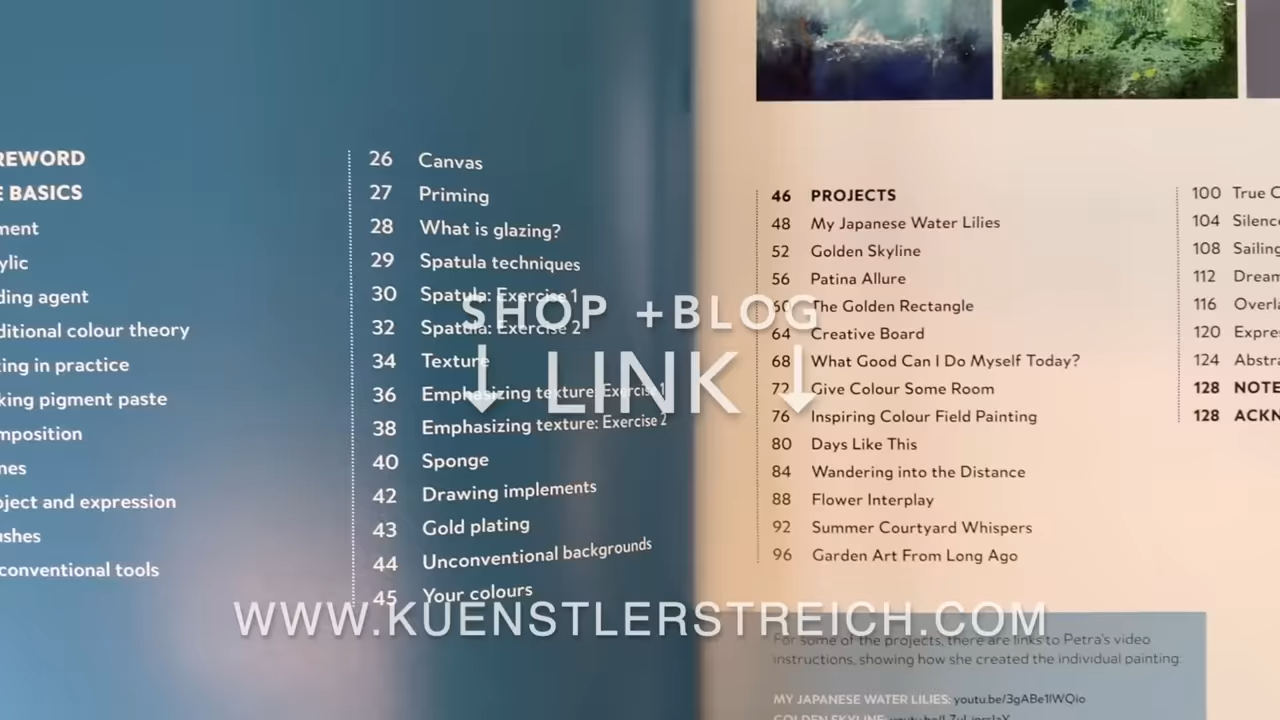 REWORD
E BASICS
ment
ylic
ding agent
ditional colour theory
ing in practice
king pigment paste
mposition
nes
ject and expression
ushes
conventional tools
26 Canvas
27 Priming
28 What is glazing?
29 Spatula techniques
30 Spatula: Exercise 1
32 Spatula: Exercise 2
34 Texture
36 Emphasizing texture: Exercise 1
38 Emphasizing texture: Exercise 2
40 Sponge
42 Drawing implements
43 Gold plating
44 Unconventional backgrounds
45 Your colours
46 PROJECTS
48 My Japanese Water Lilies
52 Golden Skyline
56 Patina Allure
60 The Golden Rectangle
64 Creative Board
68 What Good Can I Do Myself Today?
72 Give Colour Some Room
76 Inspiring Colour Field Painting
80 Days Like This
84 Wandering into the Distance
88 Flower Interplay
92 Summer Courtyard Whispers
96 Garden Art From Long Ago
100 True C
104 Silenc
108 Sailing
112 Dream
116 Overla
120 Expre
124 Abstra
128 NOTE
128 ACKN
SHOP +BLOG
↓ LINK ↓
WWW.KUENSTLERSTREICH.COM
For some of the projects, there are links to Petra's video
instructions, showing how she created the individual painting:
MY JAPANESE WATER LILIES: youtu.be/3gABe1IWQio
GOLDEN SKYLINE: